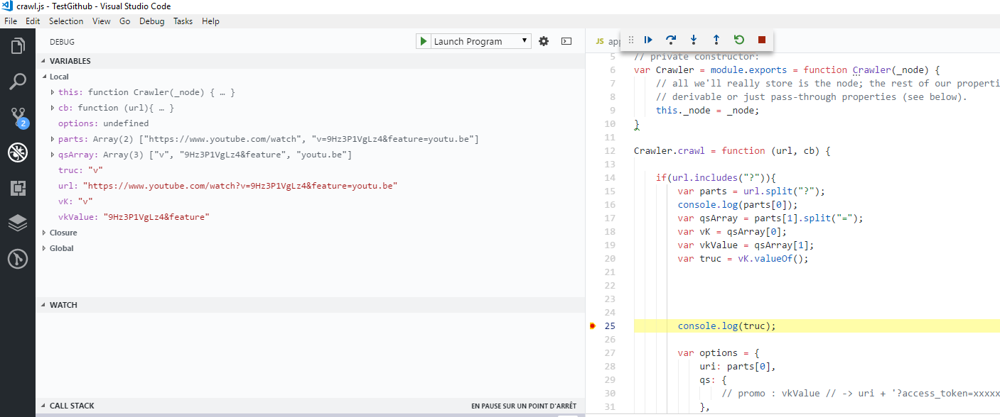 crawl.js - TestGithub - Visual Studio Code
File Edit Selection View Go Debug Tasks Help
DEBUG
Launch Program
VARIABLES
Local
this: function Crawler(_node) { … }
cb: function (url){ … }
options: undefined
parts: Array(2) ["https://www.youtube.com/watch", "v=9Hz3P1VgLz4&feature=youtu.be"]
qsArray: Array(3) ["v", "9Hz3P1VgLz4&feature", "youtu.be"]
truc: "v"
url: "https://www.youtube.com/watch?v=9Hz3P1VgLz4&feature=youtu.be"
vK: "v"
vkValue: "9Hz3P1VgLz4&feature"
Closure
Global
WATCH
CALL STACK
EN PAUSE SUR UN POINT D'ARRÊT
2
JS app
5 // private constructor:
6 var Crawler = module.exports = function Crawler(_node) {
7 // all we'll really store is the node; the rest of our properti
8 // derivable or just pass-through properties (see below).
9 this._node = _node;
10 }
11
12 Crawler.crawl = function (url, cb) {
13
14 if(url.includes("?")){
15 var parts = url.split("?");
16 console.log(parts[0]);
17 var qsArray = parts[1].split("=");
18 var vK = qsArray[0];
19 var vkValue = qsArray[1];
20 var truc = vK.valueOf();
21
22
23
24
25 console.log(truc);
26
27 var options = {
28 uri: parts[0],
29 qs: {
30 // promo : vkValue // -> uri + '?access_token=xxxxx
31 },